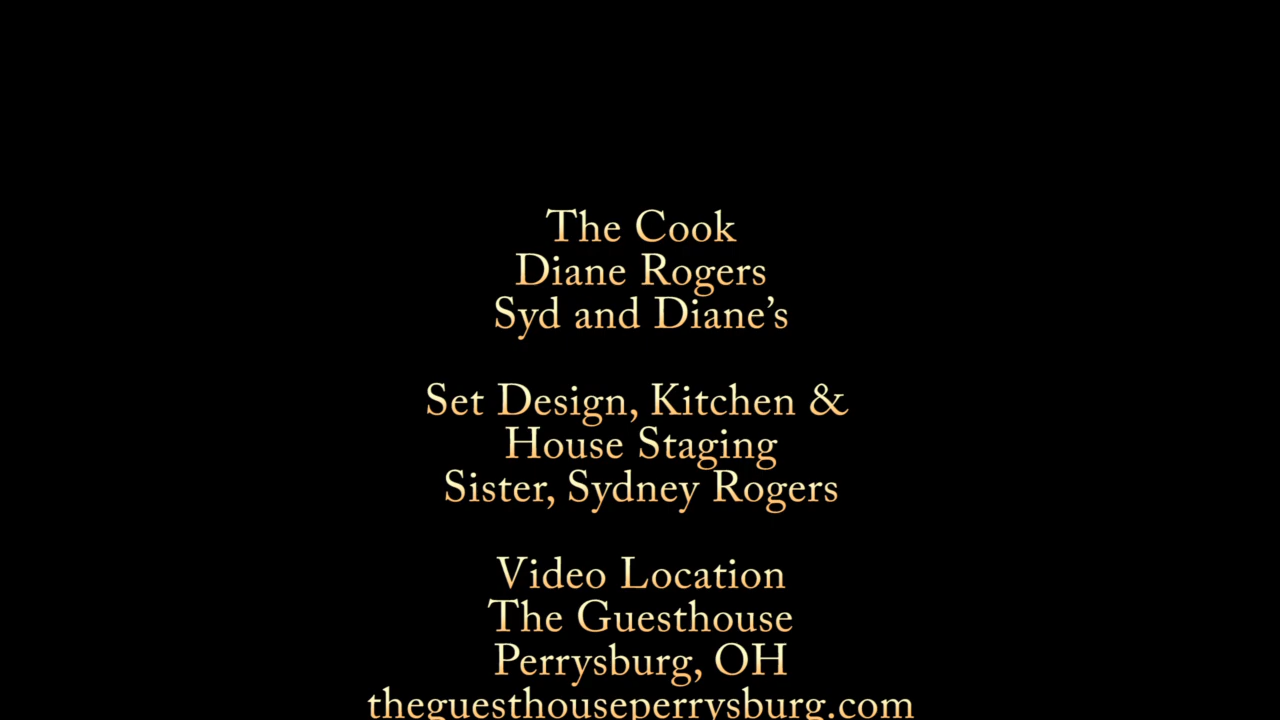 The Cook
Diane Rogers
Syd and Diane’s
Set Design, Kitchen &
House Staging
Sister, Sydney Rogers
Video Location
The Guesthouse
Perrysburg, OH
theguesthouseperrysburg.com